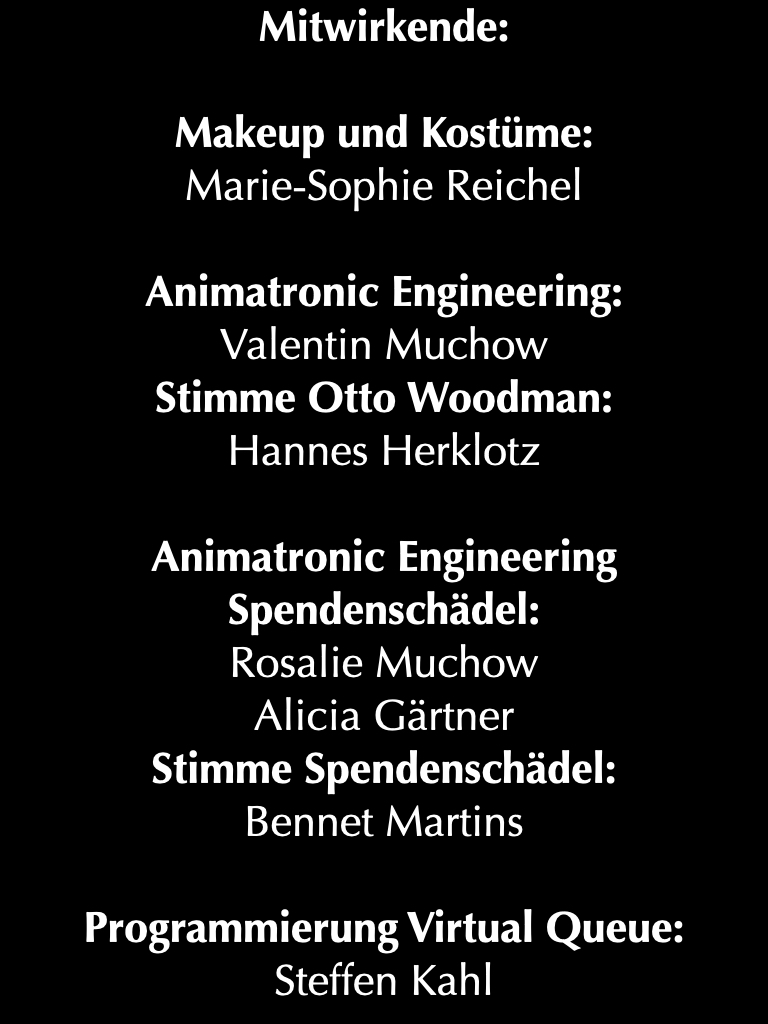 Mitwirkende:
Makeup und Kostüme:
Marie-Sophie Reichel
Animatronic Engineering:
Valentin Muchow
Stimme Otto Woodman:
Hannes Herklotz
Animatronic Engineering
Spendenschädel:
Rosalie Muchow
Alicia Gärtner
Stimme Spendenschädel:
Bennet Martins
Programmierung Virtual Queue:
Steffen Kahl